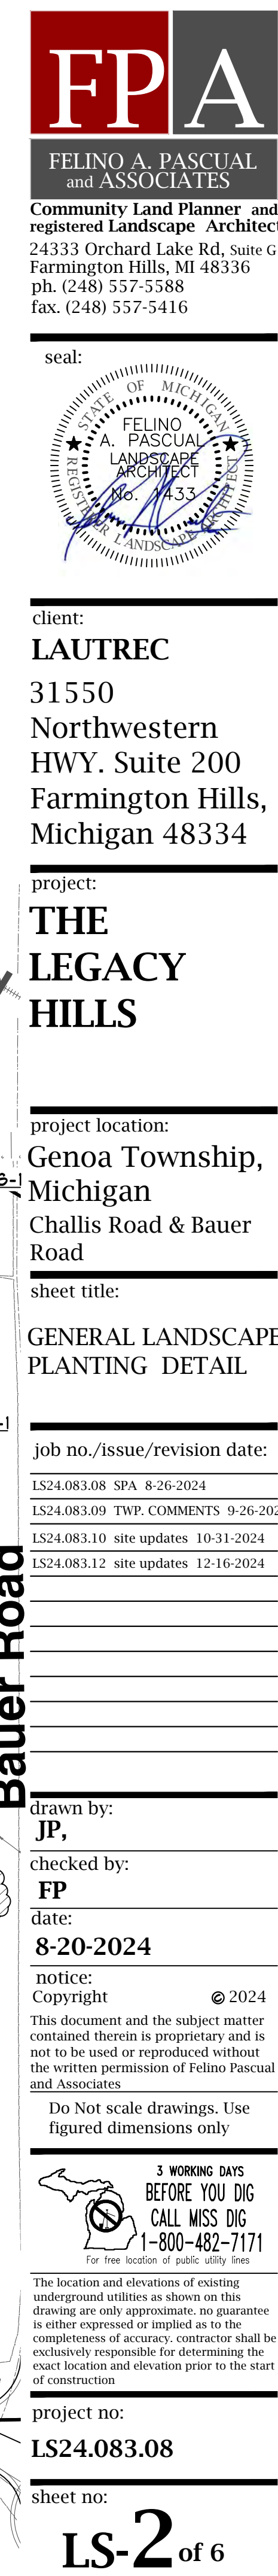 FPA
FELINO A. PASCUAL
and ASSOCIATES
Community Land Planner and
registered Landscape Architect
24333 Orchard Lake Rd, Suite G
Farmington Hills, MI 48336
ph. (248) 557-5588
fax. (248) 557-5416
seal:
STATE OF MICHIGAN
FELINO
A. PASCUAL
LANDSCAPE
ARCHITECT
No. 1433
LANDSCAPE ARCHITECT
client:
LAUTREC
31550
Northwestern
HWY. Suite 200
Farmington Hills,
Michigan 48334
project:
THE
LEGACY
HILLS
project location:
Genoa Township,
Michigan
Challis Road & Bauer
Road
sheet title:
GENERAL LANDSCAPE
PLANTING DETAIL
job no./issue/revision date:
LS24.083.08 SPA 8-26-2024
LS24.083.09 TWP. COMMENTS 9-26-202
LS24.083.10 site updates 10-31-2024
LS24.083.12 site updates 12-16-2024
Bauer Road
drawn by:
JP,
checked by:
FP
date:
8-20-2024
notice:
Copyright © 2024
This document and the subject matter
contained therein is proprietary and is
not to be used or reproduced without
the written permission of Felino Pascual
and Associates
Do Not scale drawings. Use
figured dimensions only
3 WORKING DAYS
BEFORE YOU DIG
CALL MISS DIG
1-800-482-7171
For free location of public utility lines
The location and elevations of existing
underground utilities as shown on this
drawing are only approximate. no guarantee
is either expressed or implied as to the
completeness of accuracy. contractor shall be
exclusively responsible for determining the
exact location and elevation prior to the start
of construction
project no:
LS24.083.08
sheet no:
LS-2 of 6